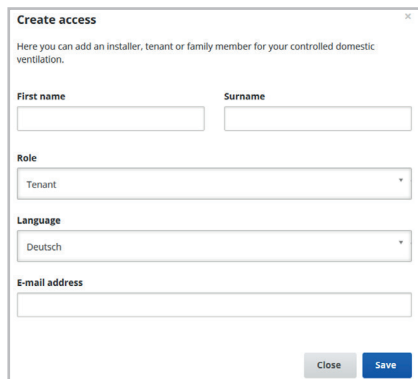 Create access ×
Here you can add an installer, tenant or family member for your controlled domestic
ventilation.
First name Surname
Role
Tenant
Language
Deutsch
E-mail address
Close Save